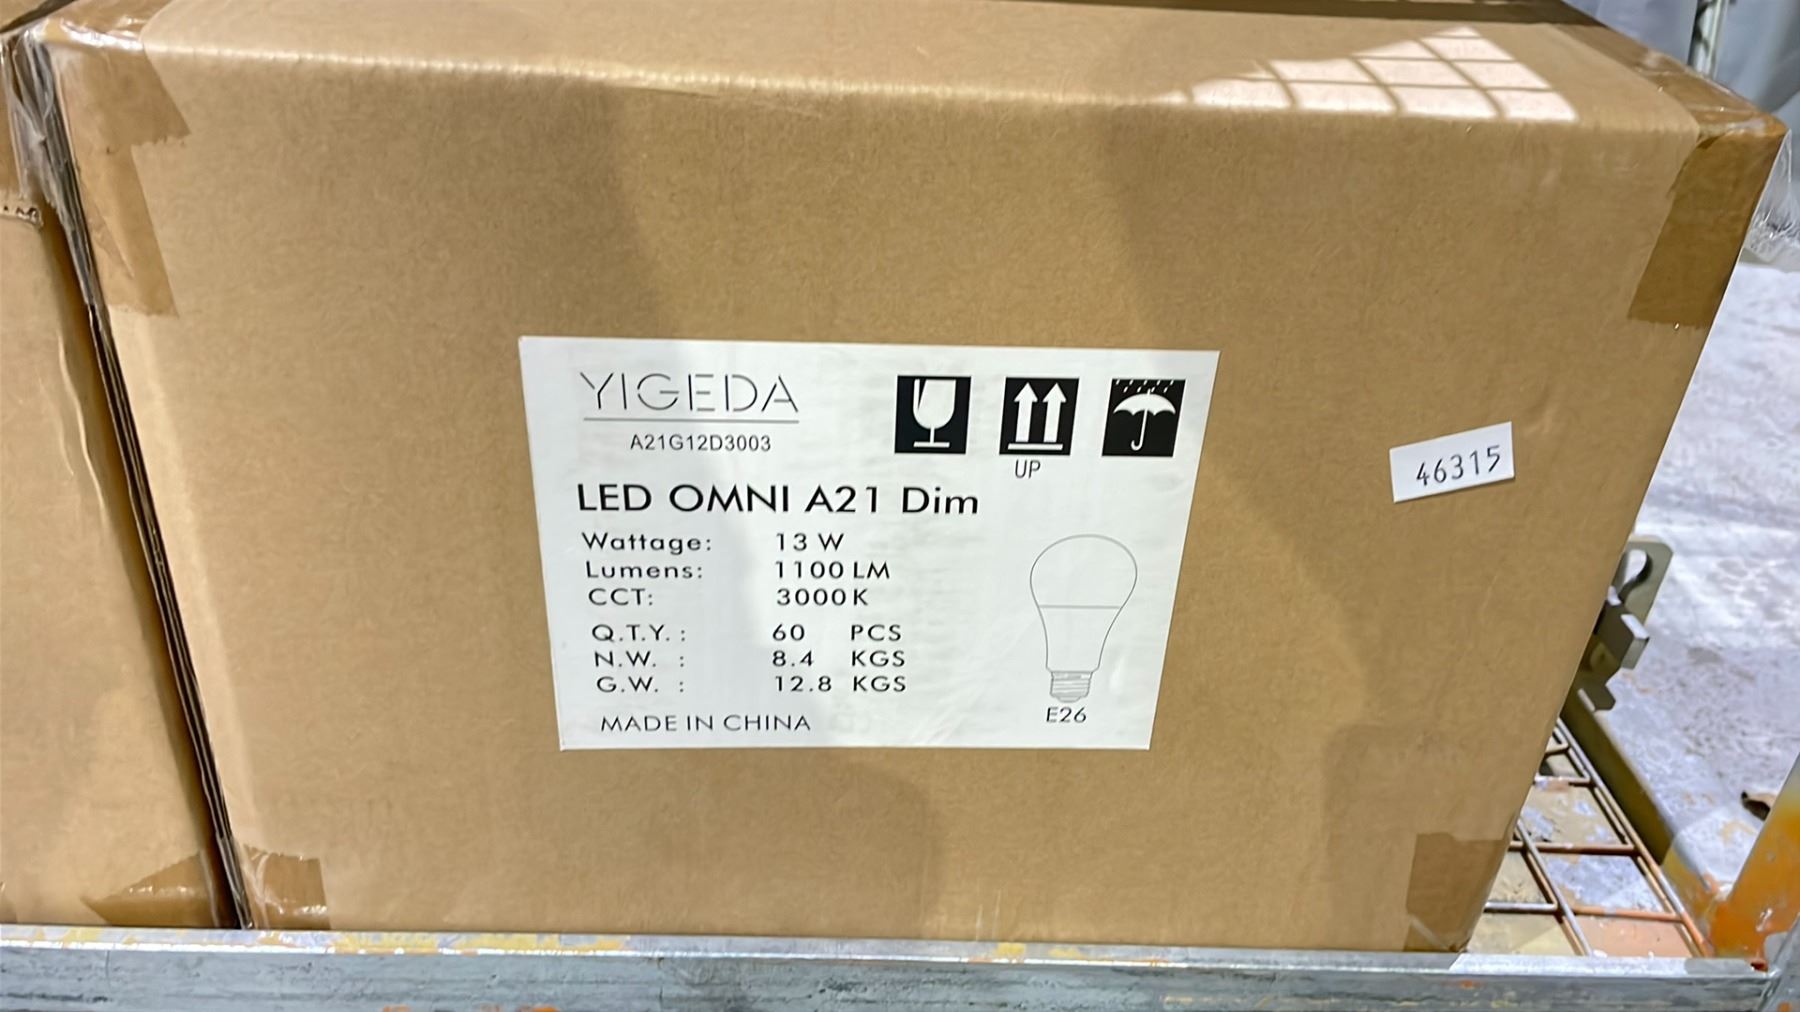 YIGEDA
A21G12D3003
UP
LED OMNI A21 Dim
Wattage: 13 W
Lumens: 1100 LM
CCT: 3000 K
Q.T.Y. : 60 PCS
N.W. : 8.4 KGS
G.W. : 12.8 KGS
MADE IN CHINA
E26
46315